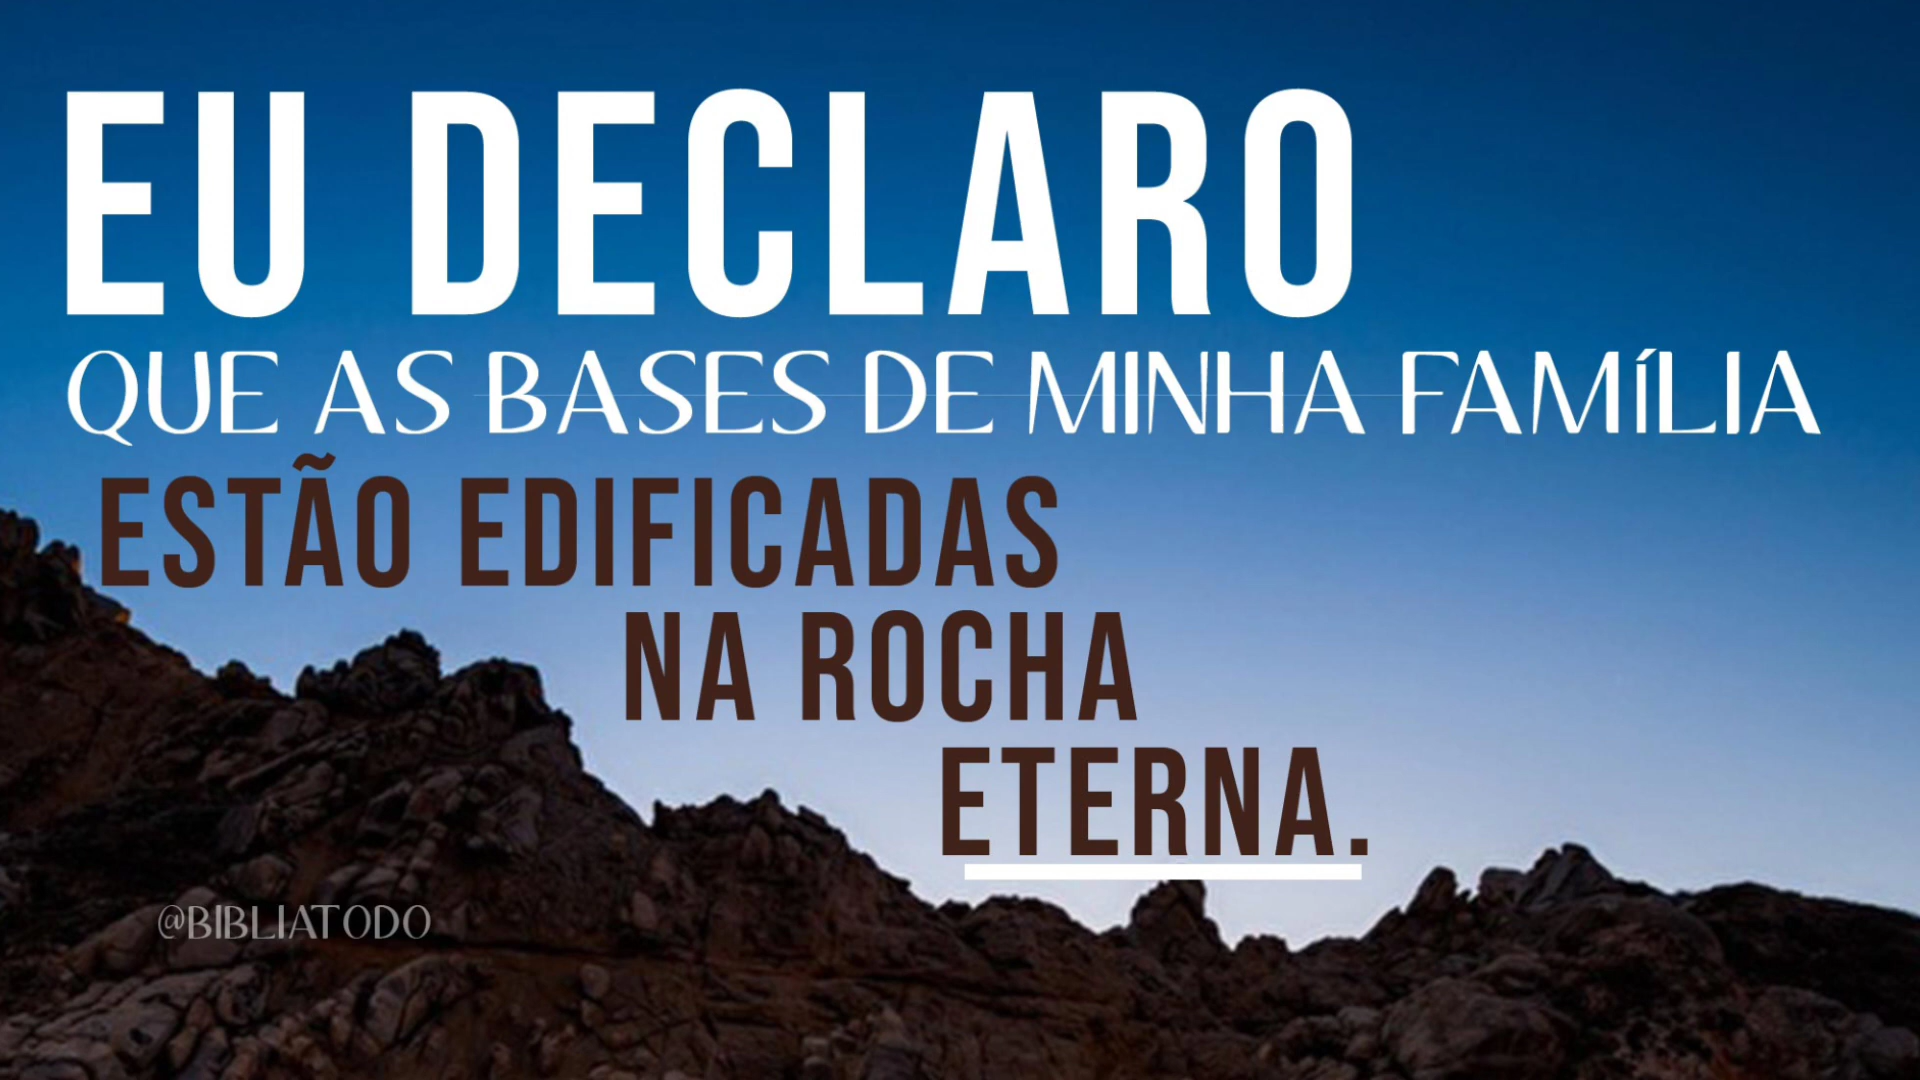 EU DECLARO
QUE AS BASES DE MINHA FAMÍLIA
ESTÃO EDIFICADAS
NA ROCHA
ETERNA.
@BIBLIATODO